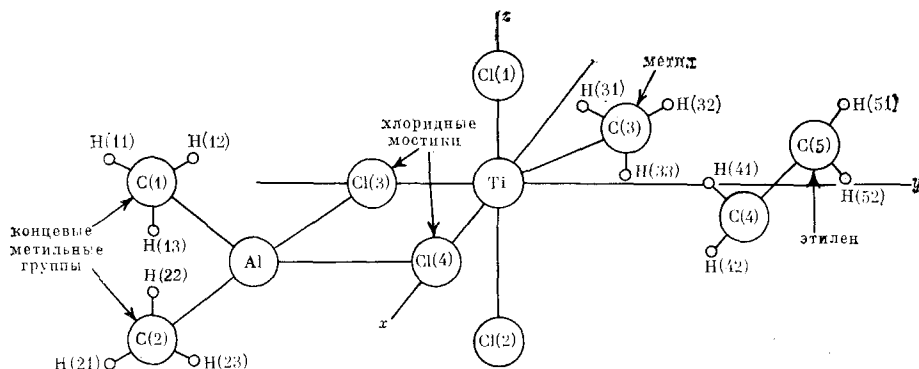 z
Cl(1)
метил
H(31)
H(32)
C(3)
H(33)
H(51)
C(5)
H(52)
H(41)
C(4)
H(42)
этилен
y
хлоридные
мостики
H(11)
H(12)
C(1)
H(13)
Cl(3)
Ti
концевые
метильные
группы
Al
Cl(4)
x
H(22)
C(2)
H(21)
H(23)
Cl(2)